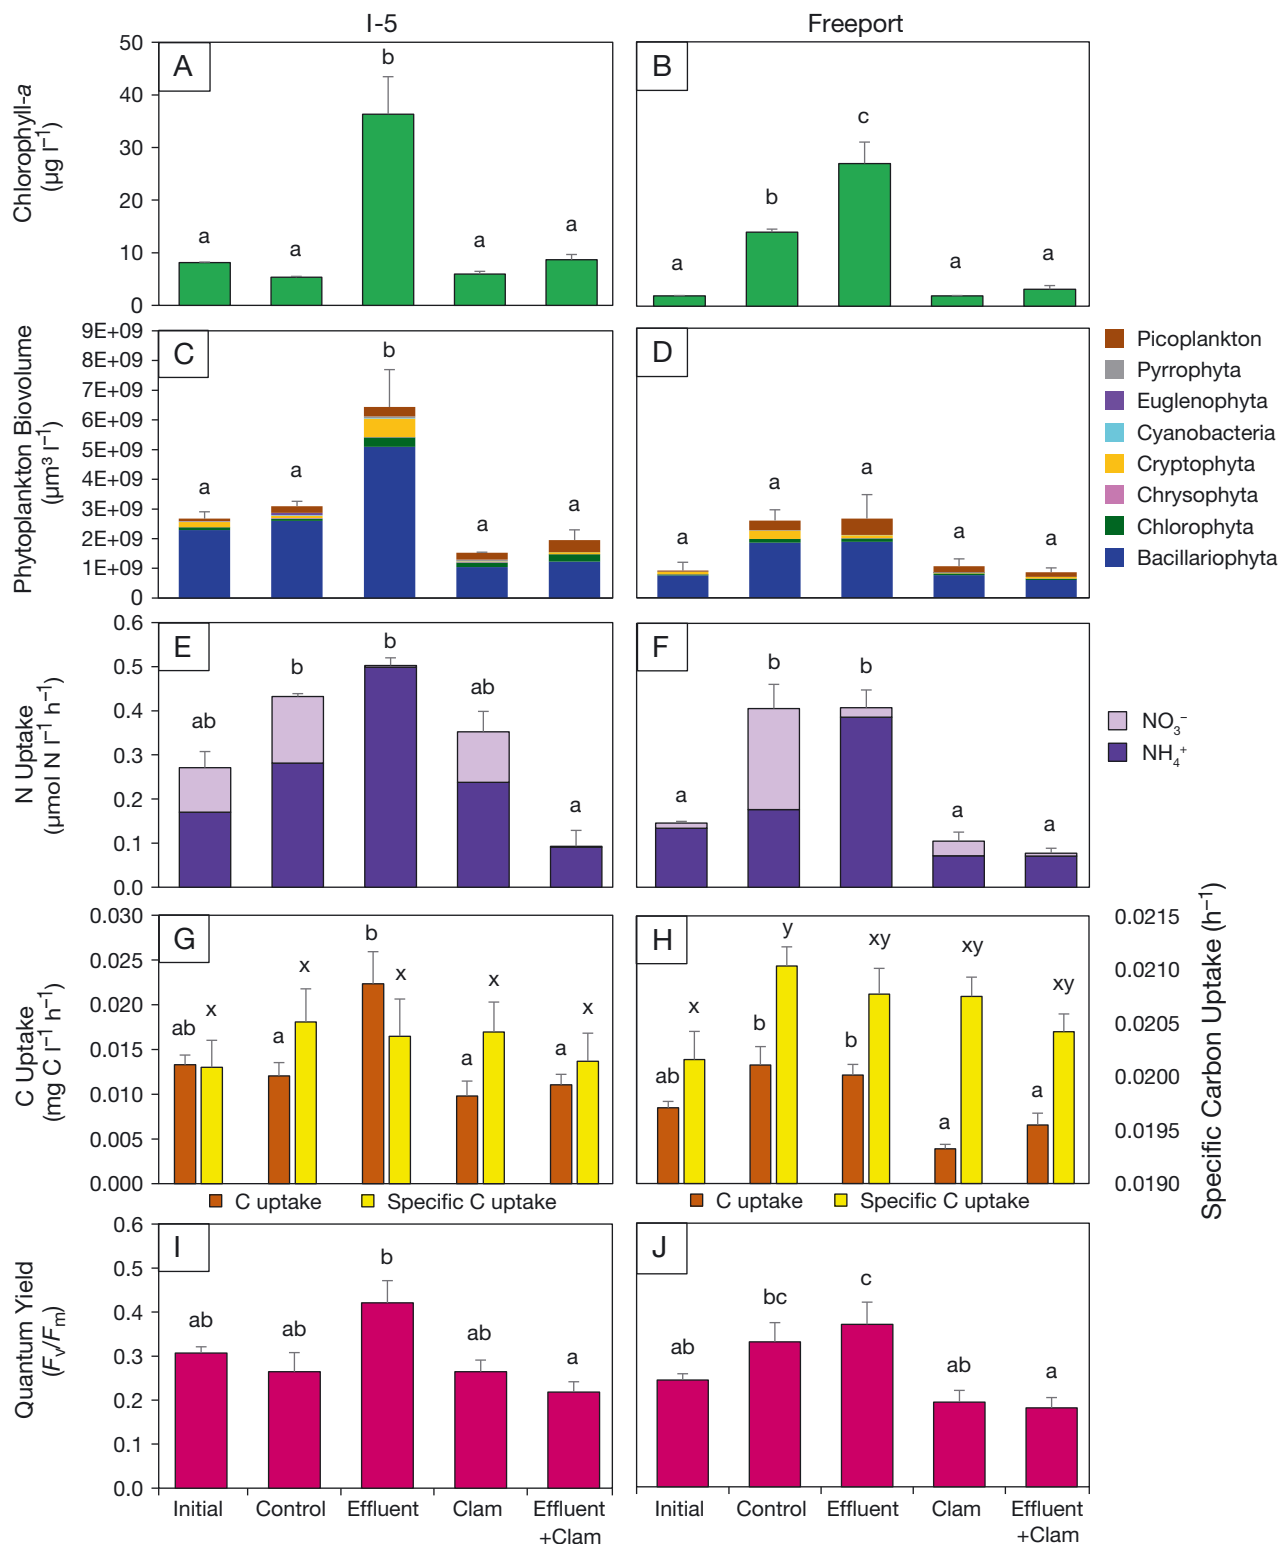 I-5
Freeport
Chlorophyll-a
(µg l⁻¹)
50
40
30
20
10
0
A
a
a
b
a
a
B
a
b
c
a
a
Phytoplankton Biovolume
(µm³ l⁻¹)
9E+09
8E+09
7E+09
6E+09
5E+09
4E+09
3E+09
2E+09
1E+09
0
C
a
a
b
a
a
D
a
a
a
a
a
Picoplankton
Pyrrophyta
Euglenophyta
Cyanobacteria
Cryptophyta
Chrysophyta
Chlorophyta
Bacillariophyta
N Uptake
(µmol N l⁻¹ h⁻¹)
0.6
0.5
0.4
0.3
0.2
0.1
0.0
E
ab
b
b
ab
a
F
a
b
b
a
a
NO₃⁻
NH₄⁺
C Uptake
(mg C l⁻¹ h⁻¹)
0.030
0.025
0.020
0.015
0.010
0.005
0.000
G
ab
x
a
x
b
x
a
x
a
x
H
ab
x
b
y
b
xy
a
xy
a
xy
0.0215
0.0210
0.0205
0.0200
0.0195
0.0190
Specific Carbon Uptake (h⁻¹)
C uptake
Specific C uptake
C uptake
Specific C uptake
Quantum Yield
(Fv/Fm)
0.6
0.5
0.4
0.3
0.2
0.1
0.0
I
ab
ab
b
ab
a
J
ab
bc
c
ab
a
Initial
Control
Effluent
Clam
Effluent
+Clam
Initial
Control
Effluent
Clam
Effluent
+Clam